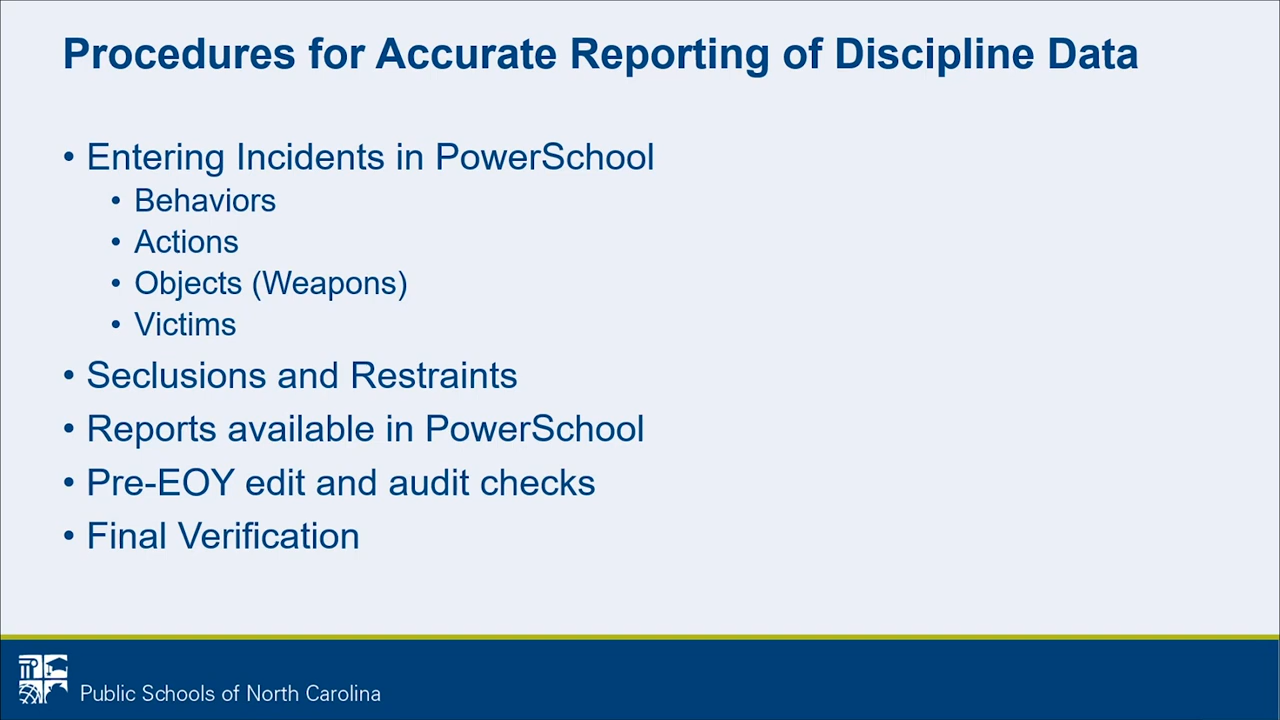 Procedures for Accurate Reporting of Discipline Data
• Entering Incidents in PowerSchool
• Behaviors
• Actions
• Objects (Weapons)
• Victims
• Seclusions and Restraints
• Reports available in PowerSchool
• Pre-EOY edit and audit checks
• Final Verification
Public Schools of North Carolina